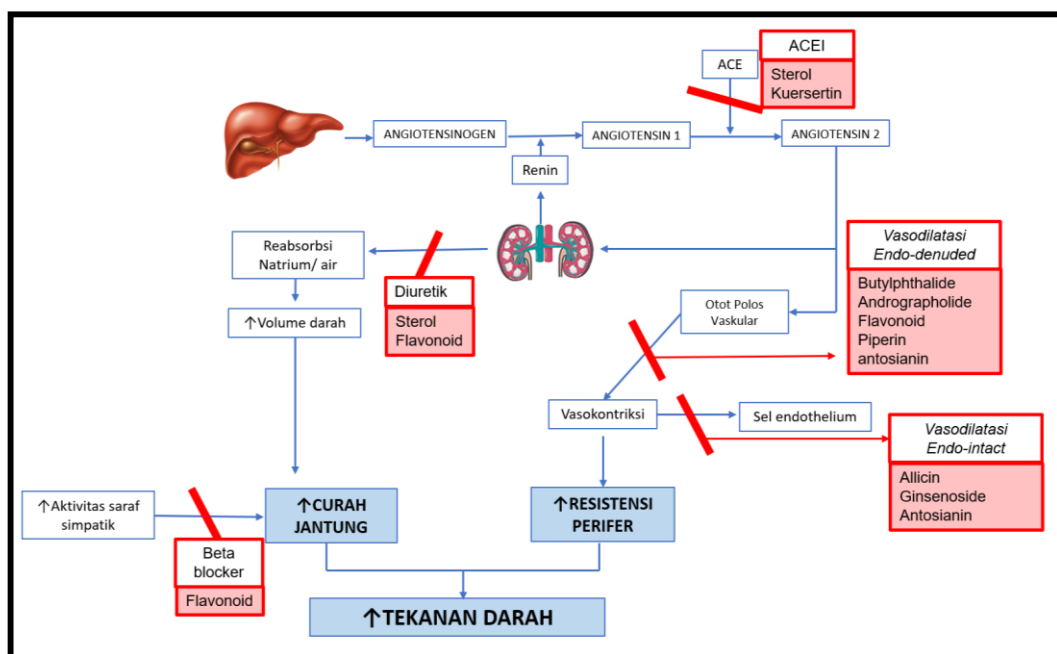 ACEI
ACE
Sterol
Kuersertin
ANGIOTENSINOGEN
ANGIOTENSIN 1
ANGIOTENSIN 2
Renin
Reabsorbsi
Natrium/ air
Diuretik
Sterol
Flavonoid
↑Volume darah
Vasodilatasi
Endo-denuded
Butylphthalide
Andrographolide
Flavonoid
Piperin
antosianin
Otot Polos
Vaskular
Vasokontriksi
Sel endothelium
Vasodilatasi
Endo-intact
Allicin
Ginsenoside
Antosianin
↑Aktivitas saraf
simpatik
↑CURAH
JANTUNG
↑RESISTENSI
PERIFER
Beta
blocker
Flavonoid
↑TEKANAN DARAH